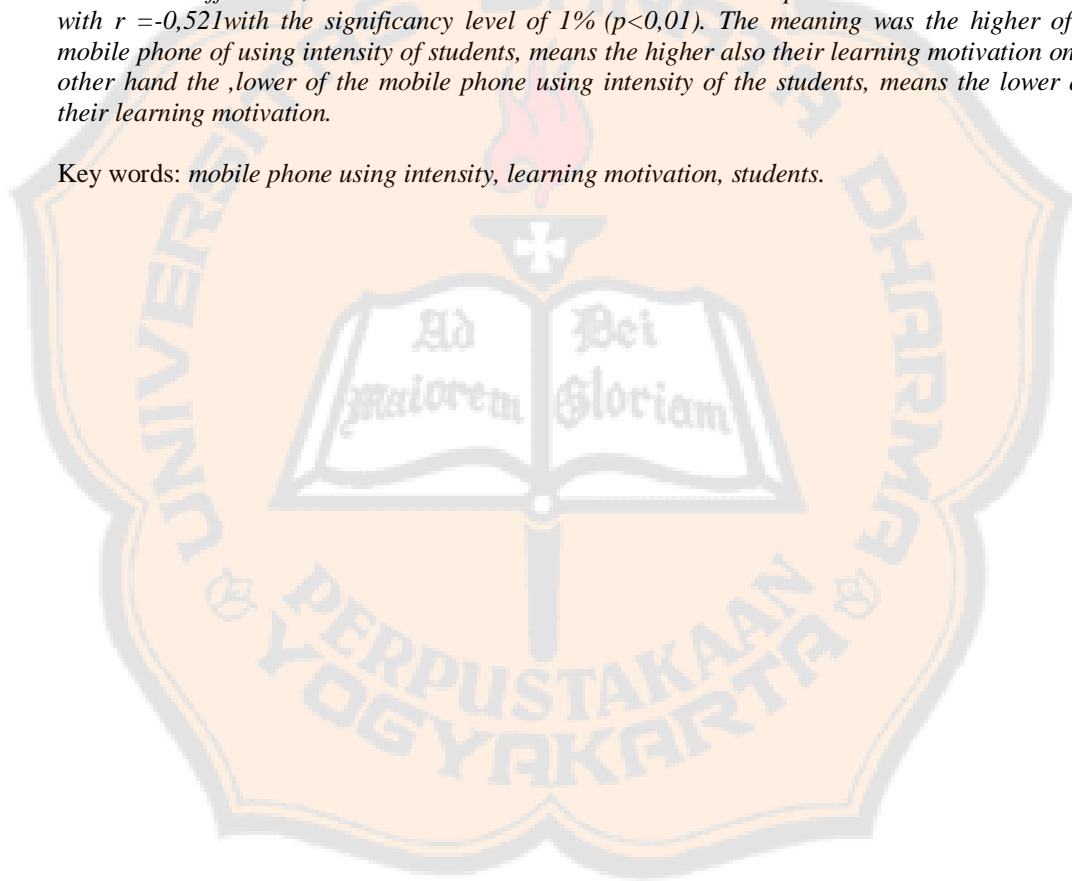 with r =-0,521with the significancy level of 1% (p<0,01). The meaning was the higher of
mobile phone of using intensity of students, means the higher also their learning motivation on
other hand the ,lower of the mobile phone using intensity of the students, means the lower
their learning motivation.
Key words: mobile phone using intensity, learning motivation, students.
UNIVERSITAS SANATA DHARMA
Ad Dei
Maiorem Gloriam
PERPUSTAKAAN
YOGYAKARTA